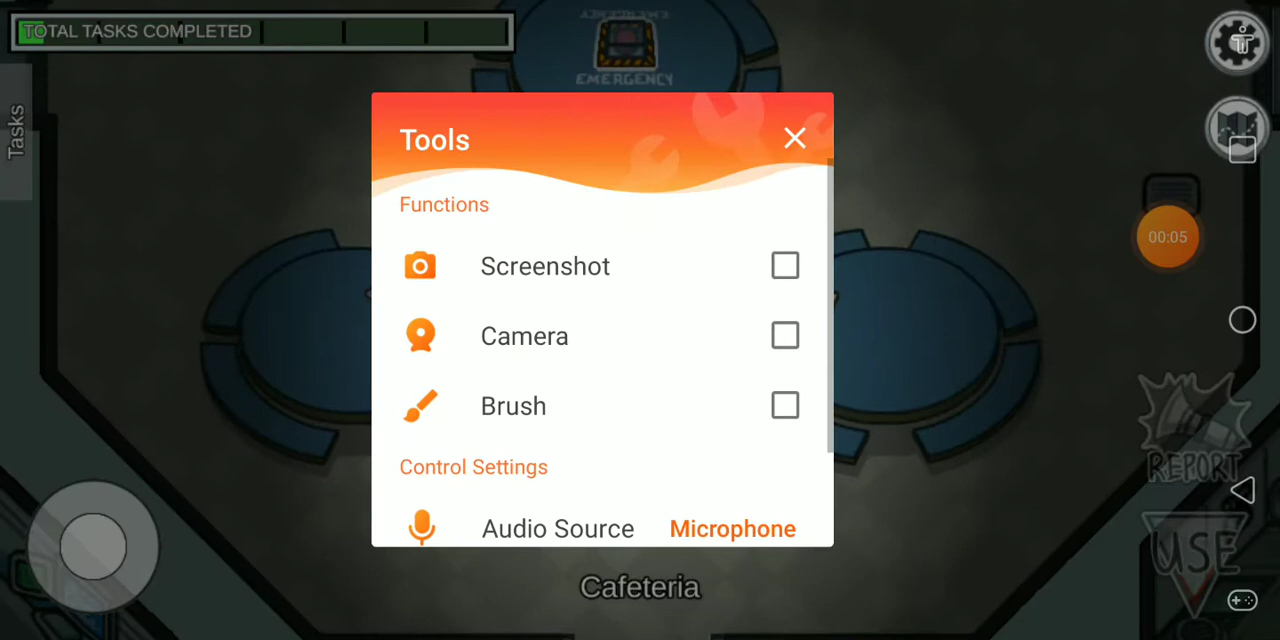 TOTAL TASKS COMPLETED
EMERGENCY
EMERGENCY
Tasks
Tools
Functions
00:05
Screenshot
Camera
Brush
Control Settings
REPORT
Audio Source Microphone
USE
Cafeteria